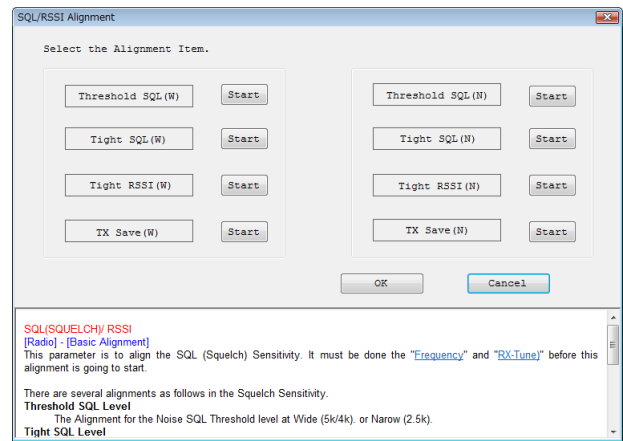 SQL/RSSI Alignment
Select the Alignment Item.
Threshold SQL(W) Start Threshold SQL(N) Start
Tight SQL(W) Start Tight SQL(N) Start
Tight RSSI(W) Start Tight RSSI(N) Start
TX Save(W) Start TX Save(N) Start
OK Cancel
SQL(SQUELCH)/ RSSI
[Radio] - [Basic Alignment]
This parameter is to align the SQL (Squelch) Sensitivity. It must be done the "Frequency" and "RX-Tune)" before this
alignment is going to start.
There are several alignments as follows in the Squelch Sensitivity.
Threshold SQL Level
The Alignment for the Noise SQL Threshold level at Wide (5k/4k). or Narow (2.5k).
Tight SQL Level